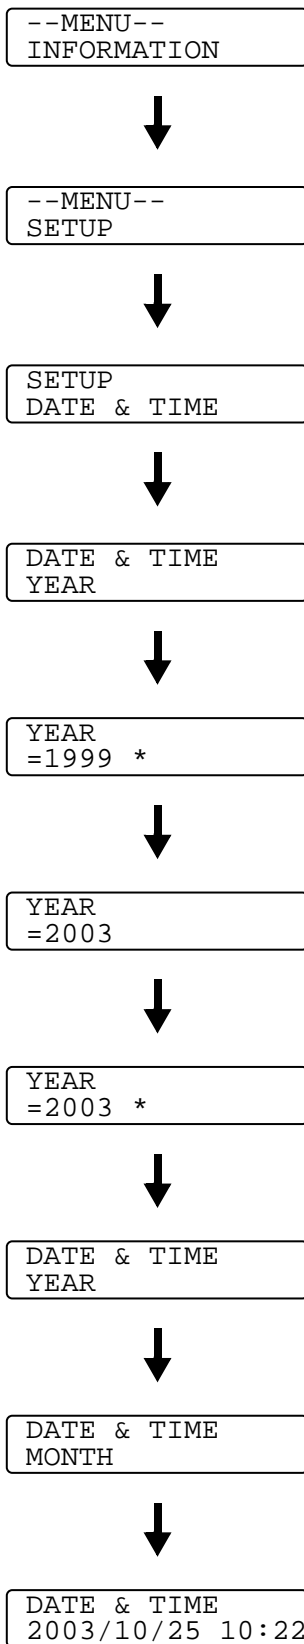 --MENU--
INFORMATION
--MENU--
SETUP
SETUP
DATE & TIME
DATE & TIME
YEAR
YEAR
=1999 *
YEAR
=2003
YEAR
=2003 *
DATE & TIME
YEAR
DATE & TIME
MONTH
DATE & TIME
2003/10/25 10:22